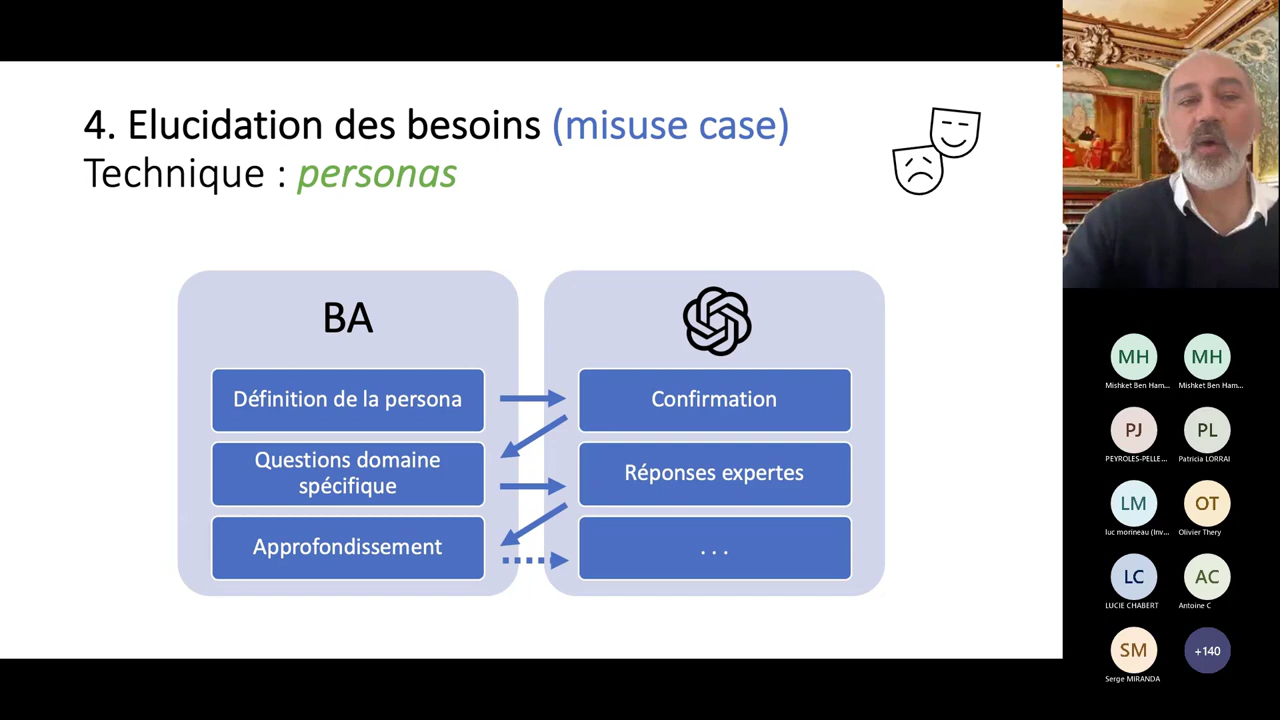 4. Elucidation des besoins (misuse case)
Technique : personas
BA
Définition de la persona
Confirmation
Questions domaine
spécifique
Réponses expertes
Approfondissement
. . .
MH
MH
Mishket Ben Ham...
Mishket Ben Ham...
PJ
PL
PEYROLES-PELLE...
Patricia LORRAI
LM
OT
luc morineau (Inv...
Olivier Thery
LC
AC
LUCIE CHABERT
Antoine C
SM
+140
Serge MIRANDA